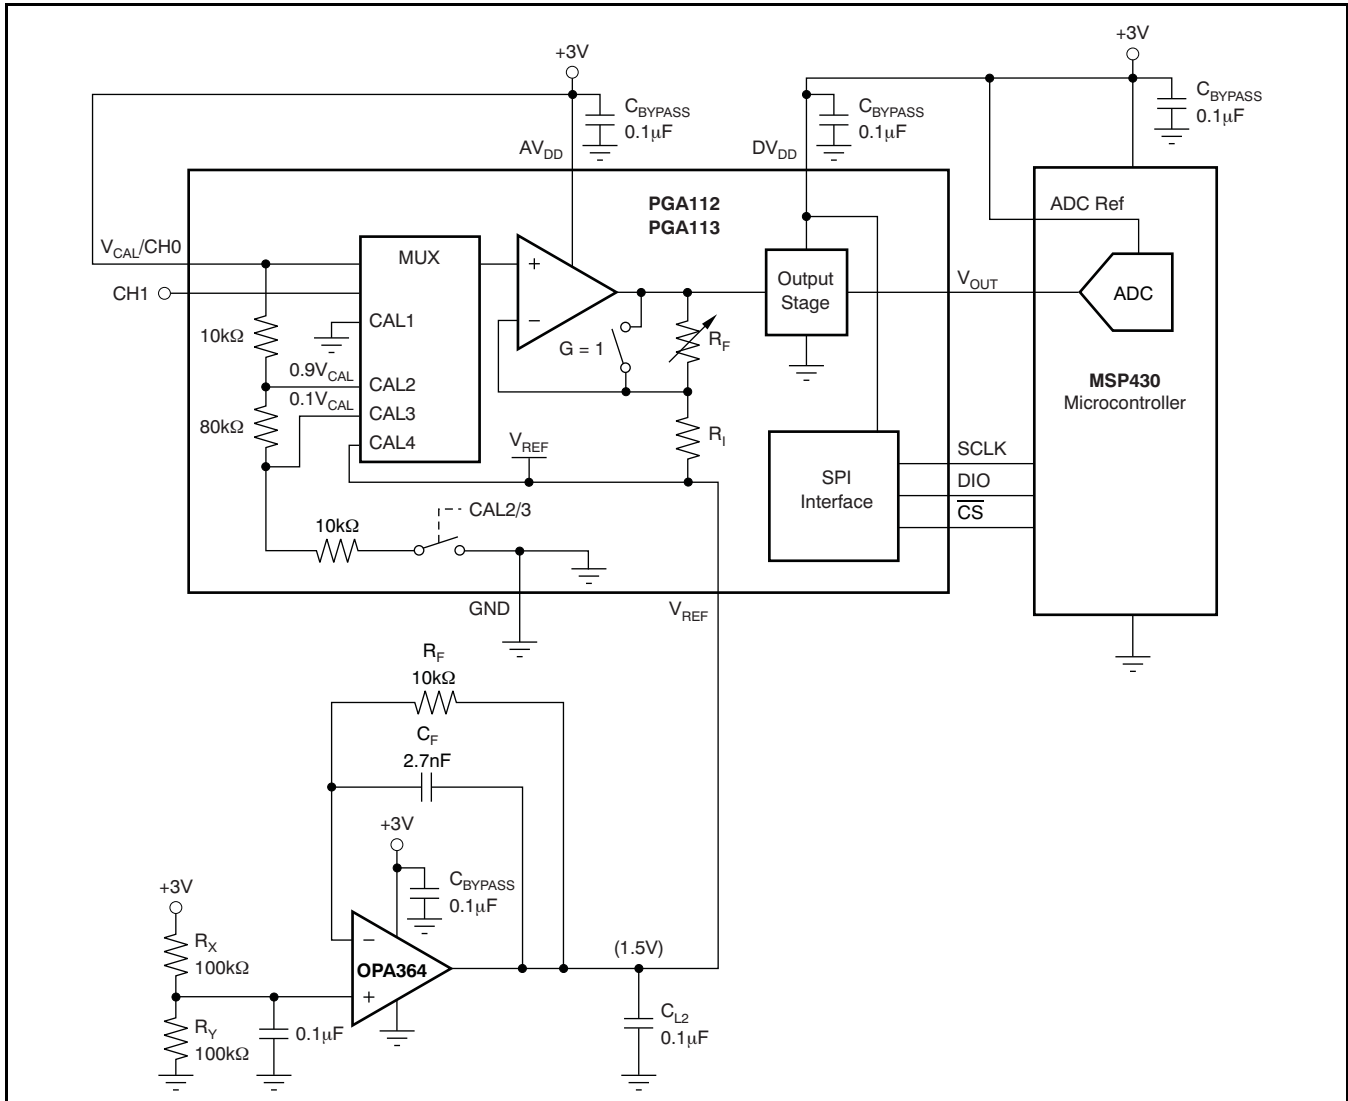 +3V
+3V
C_BYPASS
0.1µF
C_BYPASS
0.1µF
C_BYPASS
0.1µF
AV_DD
DV_DD
PGA112
PGA113
ADC Ref
V_CAL/CH0
MUX
+
CH1
CAL1
Output
Stage
V_OUT
ADC
10kΩ
−
G = 1
R_F
0.9V_CAL
CAL2
MSP430
Microcontroller
0.1V_CAL
CAL3
80kΩ
CAL4
V_REF
R_I
SPI
Interface
SCLK
DIO
C̅S̅
10kΩ
CAL2/3
GND
V_REF
R_F
10kΩ
C_F
2.7nF
+3V
C_BYPASS
0.1µF
+3V
R_X
100kΩ
−
OPA364
+
(1.5V)
R_Y
100kΩ
0.1µF
C_L2
0.1µF